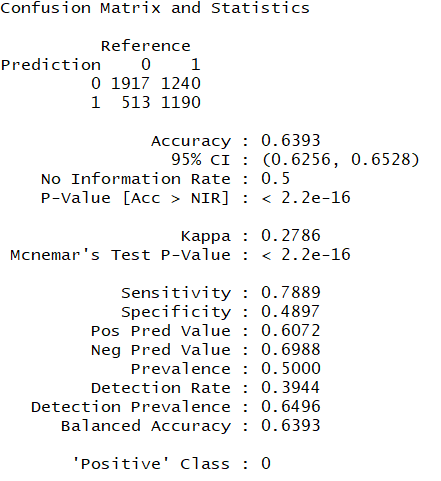 Confusion Matrix and Statistics
Reference
Prediction 0 1
0 1917 1240
1 513 1190
Accuracy : 0.6393
95% CI : (0.6256, 0.6528)
No Information Rate : 0.5
P-Value [Acc > NIR] : < 2.2e-16
Kappa : 0.2786
Mcnemar's Test P-Value : < 2.2e-16
Sensitivity : 0.7889
Specificity : 0.4897
Pos Pred Value : 0.6072
Neg Pred Value : 0.6988
Prevalence : 0.5000
Detection Rate : 0.3944
Detection Prevalence : 0.6496
Balanced Accuracy : 0.6393
'Positive' Class : 0